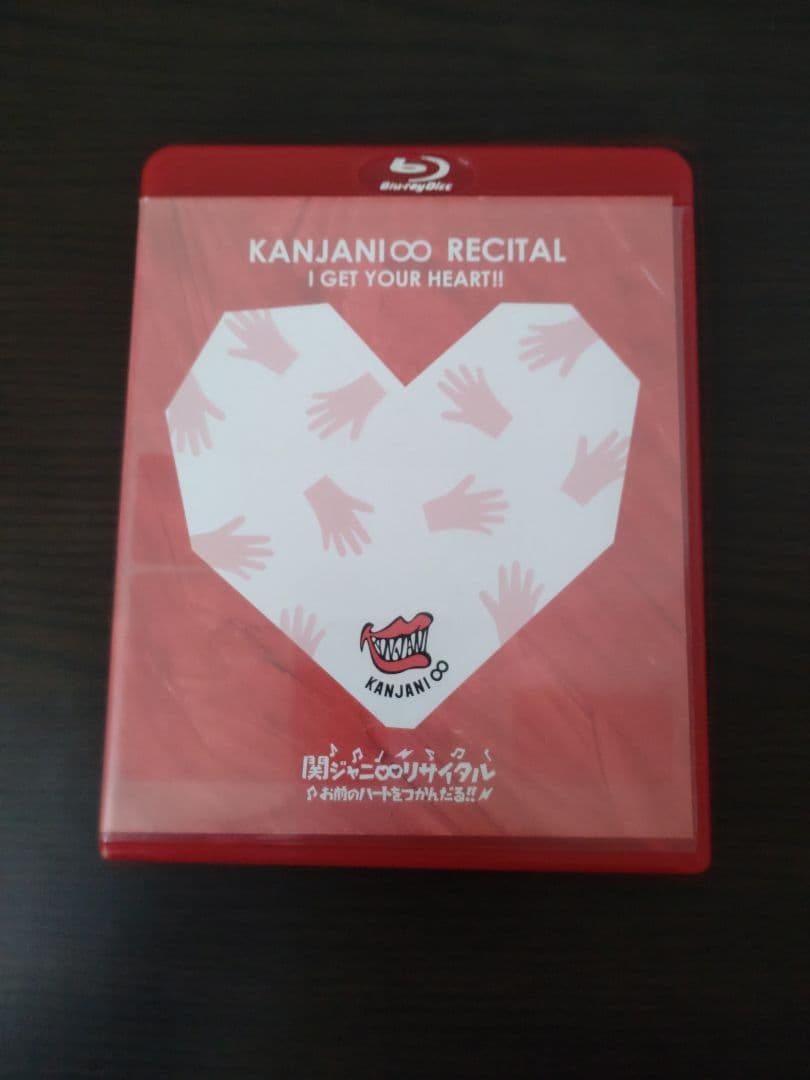 Blu-ray Disc
KANJANI∞ RECITAL
I GET YOUR HEART!!
KANJANI
KANJANI∞
関ジャニ∞リサイタル
お前のハートをつかんだる!!